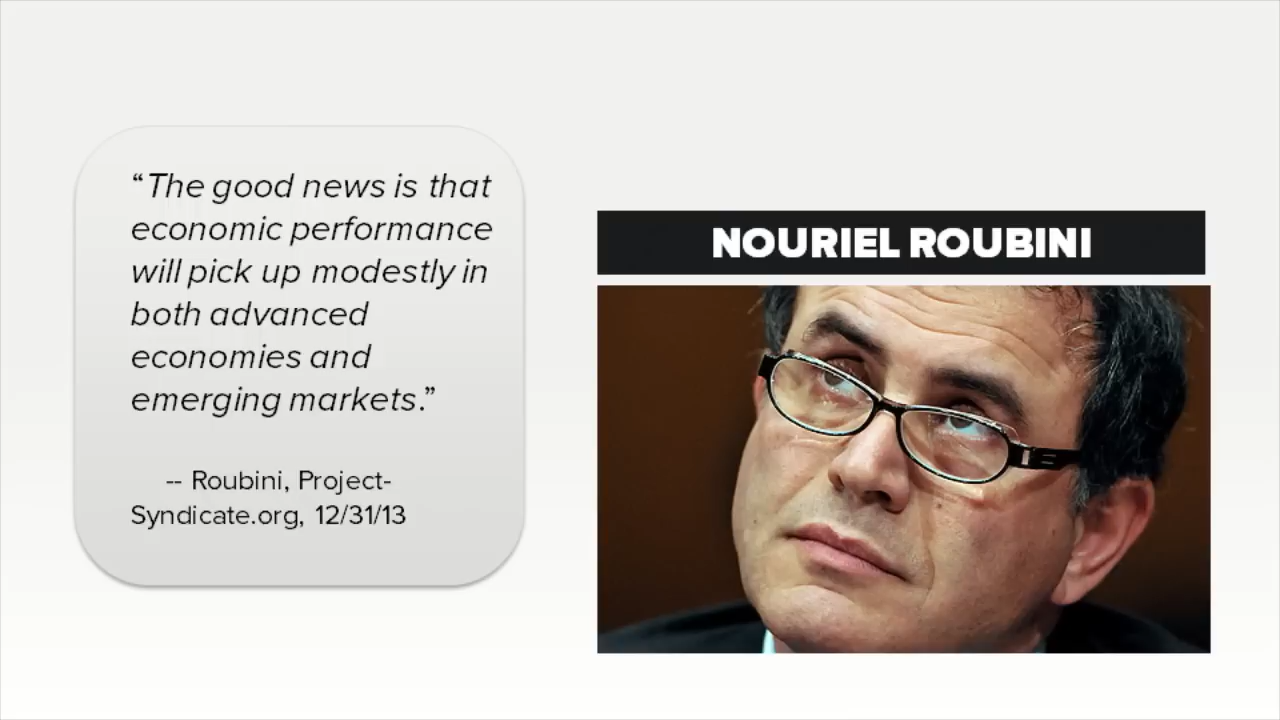 “The good news is that
economic performance
will pick up modestly in
both advanced
economies and
emerging markets.”
-- Roubini, Project-
Syndicate.org, 12/31/13
NOURIEL ROUBINI